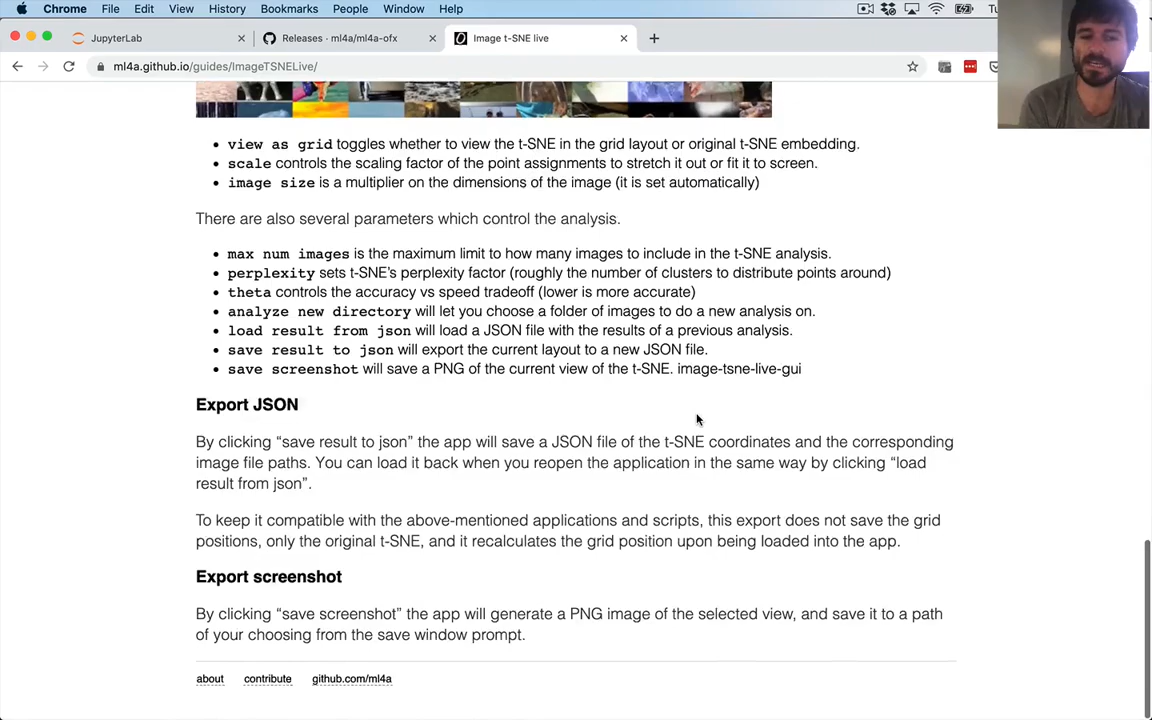 Chrome File Edit View History Bookmarks People Window Help
JupyterLab
Releases · ml4a/ml4a-ofx
Image t-SNE live
ml4a.github.io/guides/ImageTSNELive/
view as grid toggles whether to view the t-SNE in the grid layout or original t-SNE embedding.
scale controls the scaling factor of the point assignments to stretch it out or fit it to screen.
image size is a multiplier on the dimensions of the image (it is set automatically)
There are also several parameters which control the analysis.
max num images is the maximum limit to how many images to include in the t-SNE analysis.
perplexity sets t-SNE's perplexity factor (roughly the number of clusters to distribute points around)
theta controls the accuracy vs speed tradeoff (lower is more accurate)
analyze new directory will let you choose a folder of images to do a new analysis on.
load result from json will load a JSON file with the results of a previous analysis.
save result to json will export the current layout to a new JSON file.
save screenshot will save a PNG of the current view of the t-SNE. image-tsne-live-gui
Export JSON
By clicking “save result to json” the app will save a JSON file of the t-SNE coordinates and the corresponding
image file paths. You can load it back when you reopen the application in the same way by clicking “load
result from json”.
To keep it compatible with the above-mentioned applications and scripts, this export does not save the grid
positions, only the original t-SNE, and it recalculates the grid position upon being loaded into the app.
Export screenshot
By clicking “save screenshot” the app will generate a PNG image of the selected view, and save it to a path
of your choosing from the save window prompt.
about contribute github.com/ml4a